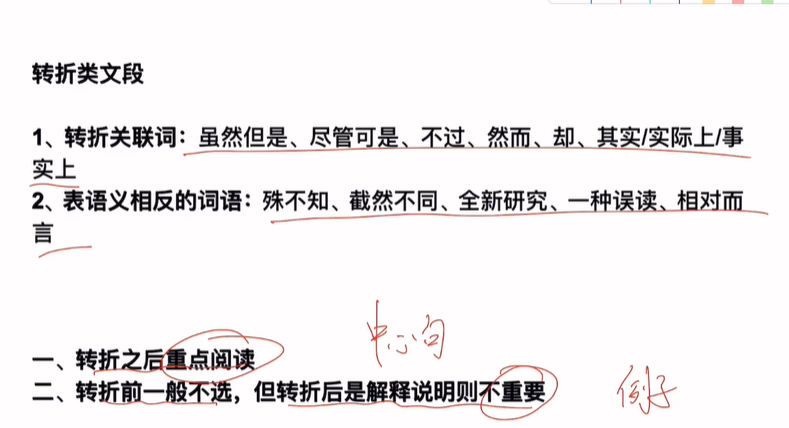 转折类文段
1、转折关联词：虽然但是、尽管可是、不过、然而、却、其实/实际上/事
实上
2、表语义相反的词语：殊不知、截然不同、全新研究、一种误读、相对而
言
中心句
一、转折之后重点阅读
二、转折前一般不选，但转折后是解释说明则不重要
例子